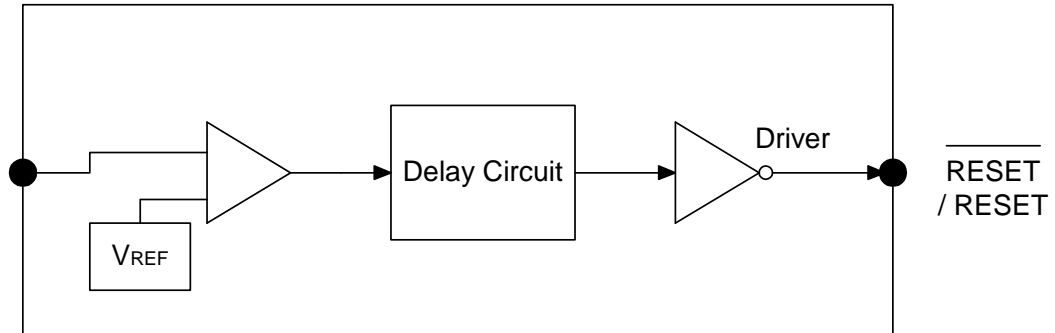 Driver
Delay Circuit
RESET
/ RESET
VREF